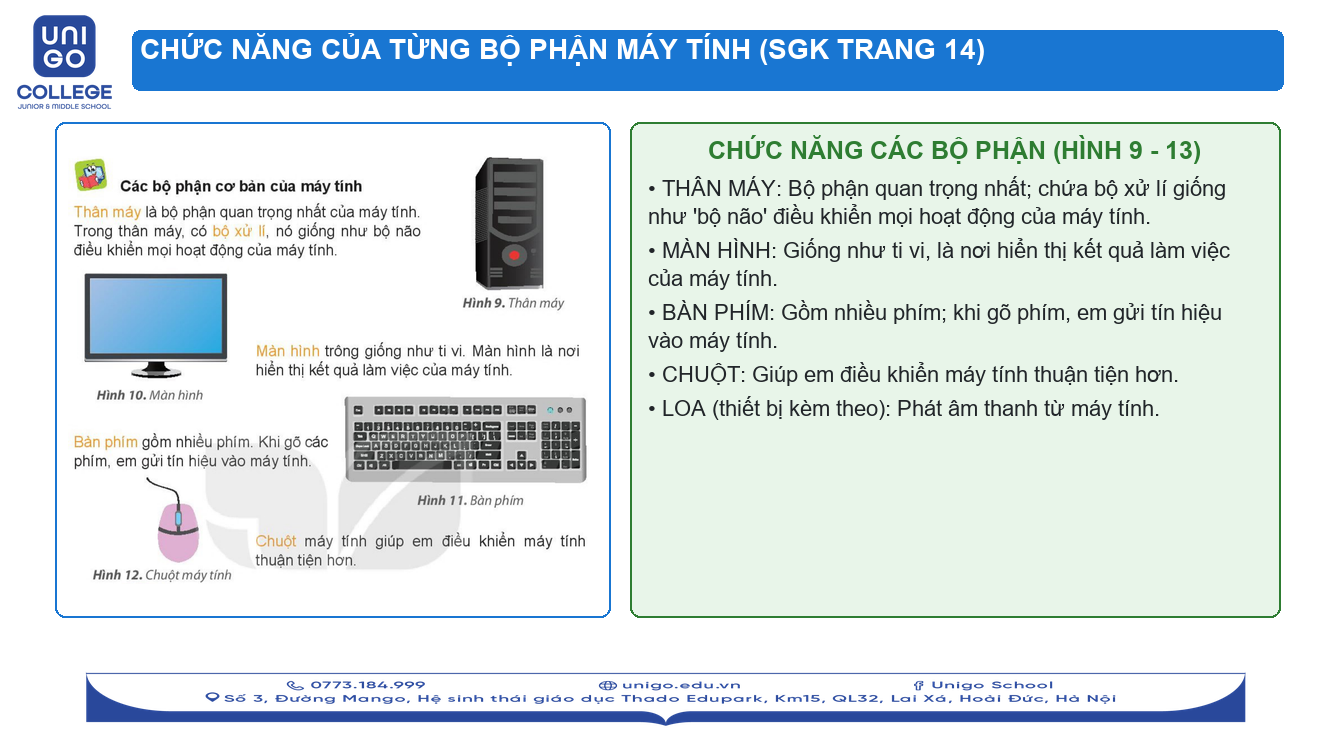 UNI
GO
COLLEGE
JUNIOR & MIDDLE SCHOOL
CHỨC NĂNG CỦA TỪNG BỘ PHẬN MÁY TÍNH (SGK TRANG 14)
Các bộ phận cơ bản của máy tính
Thân máy là bộ phận quan trọng nhất của máy tính.
Trong thân máy, có bộ xử lí, nó giống như bộ não
điều khiển mọi hoạt động của máy tính.
Hình 9. Thân máy
Màn hình trông giống như ti vi. Màn hình là nơi
hiển thị kết quả làm việc của máy tính.
Hình 10. Màn hình
Bàn phím gồm nhiều phím. Khi gõ các
phím, em gửi tín hiệu vào máy tính.
Hình 11. Bàn phím
Chuột máy tính giúp em điều khiển máy tính
thuận tiện hơn.
Hình 12. Chuột máy tính
CHỨC NĂNG CÁC BỘ PHẬN (HÌNH 9 - 13)
• THÂN MÁY: Bộ phận quan trọng nhất; chứa bộ xử lí giống
như 'bộ não' điều khiển mọi hoạt động của máy tính.
• MÀN HÌNH: Giống như ti vi, là nơi hiển thị kết quả làm việc
của máy tính.
• BÀN PHÍM: Gồm nhiều phím; khi gõ phím, em gửi tín hiệu
vào máy tính.
• CHUỘT: Giúp em điều khiển máy tính thuận tiện hơn.
• LOA (thiết bị kèm theo): Phát âm thanh từ máy tính.
0773.184.999
unigo.edu.vn
Unigo School
Số 3, Đường Mango, Hệ sinh thái giáo dục Thado Edupark, Km15, QL32, Lai Xá, Hoài Đức, Hà Nội